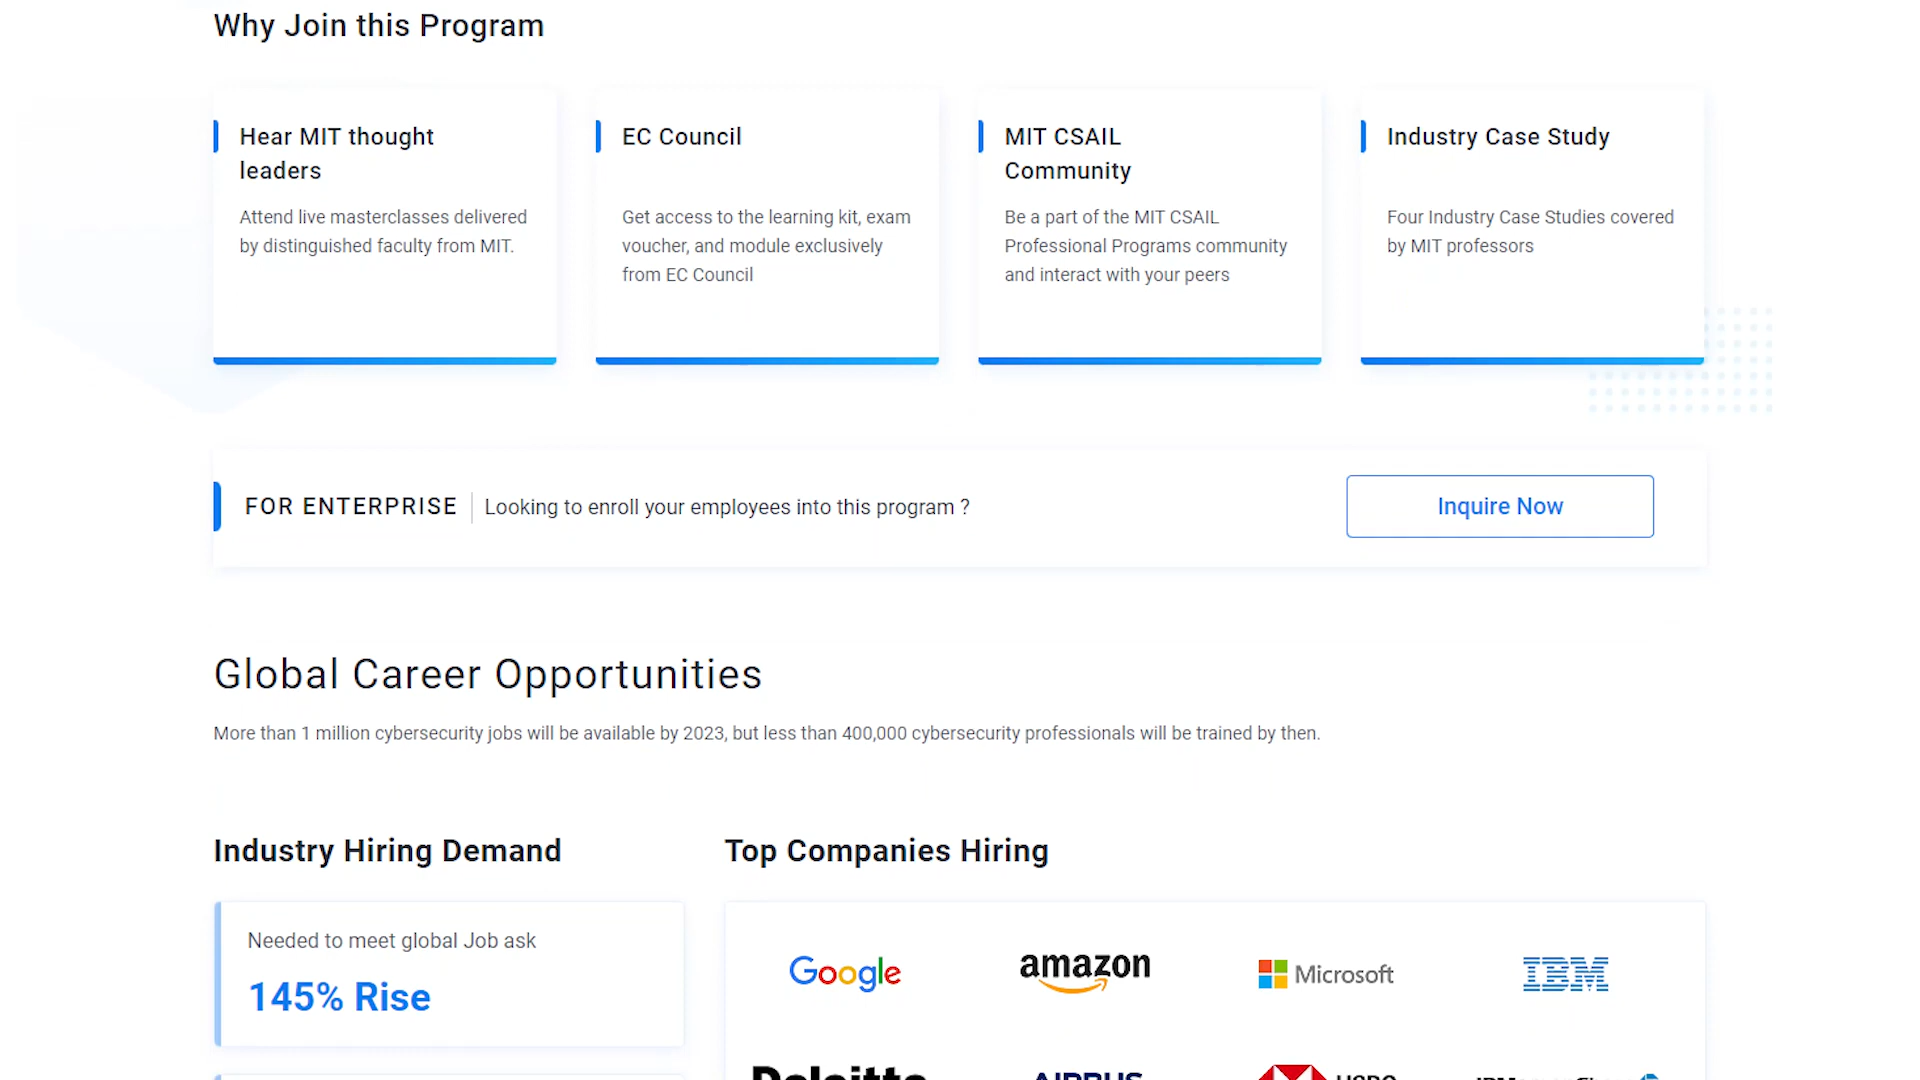 Why Join this Program
Hear MIT thought
leaders
Attend live masterclasses delivered
by distinguished faculty from MIT.
EC Council
Get access to the learning kit, exam
voucher, and module exclusively
from EC Council
MIT CSAIL
Community
Be a part of the MIT CSAIL
Professional Programs community
and interact with your peers
Industry Case Study
Four Industry Case Studies covered
by MIT professors
FOR ENTERPRISE
Looking to enroll your employees into this program ?
Inquire Now
Global Career Opportunities
More than 1 million cybersecurity jobs will be available by 2023, but less than 400,000 cybersecurity professionals will be trained by then.
Industry Hiring Demand
Needed to meet global Job ask
145% Rise
Top Companies Hiring
Google
amazon
Microsoft
IBM
Deloitte
AIRBUS
HSBC